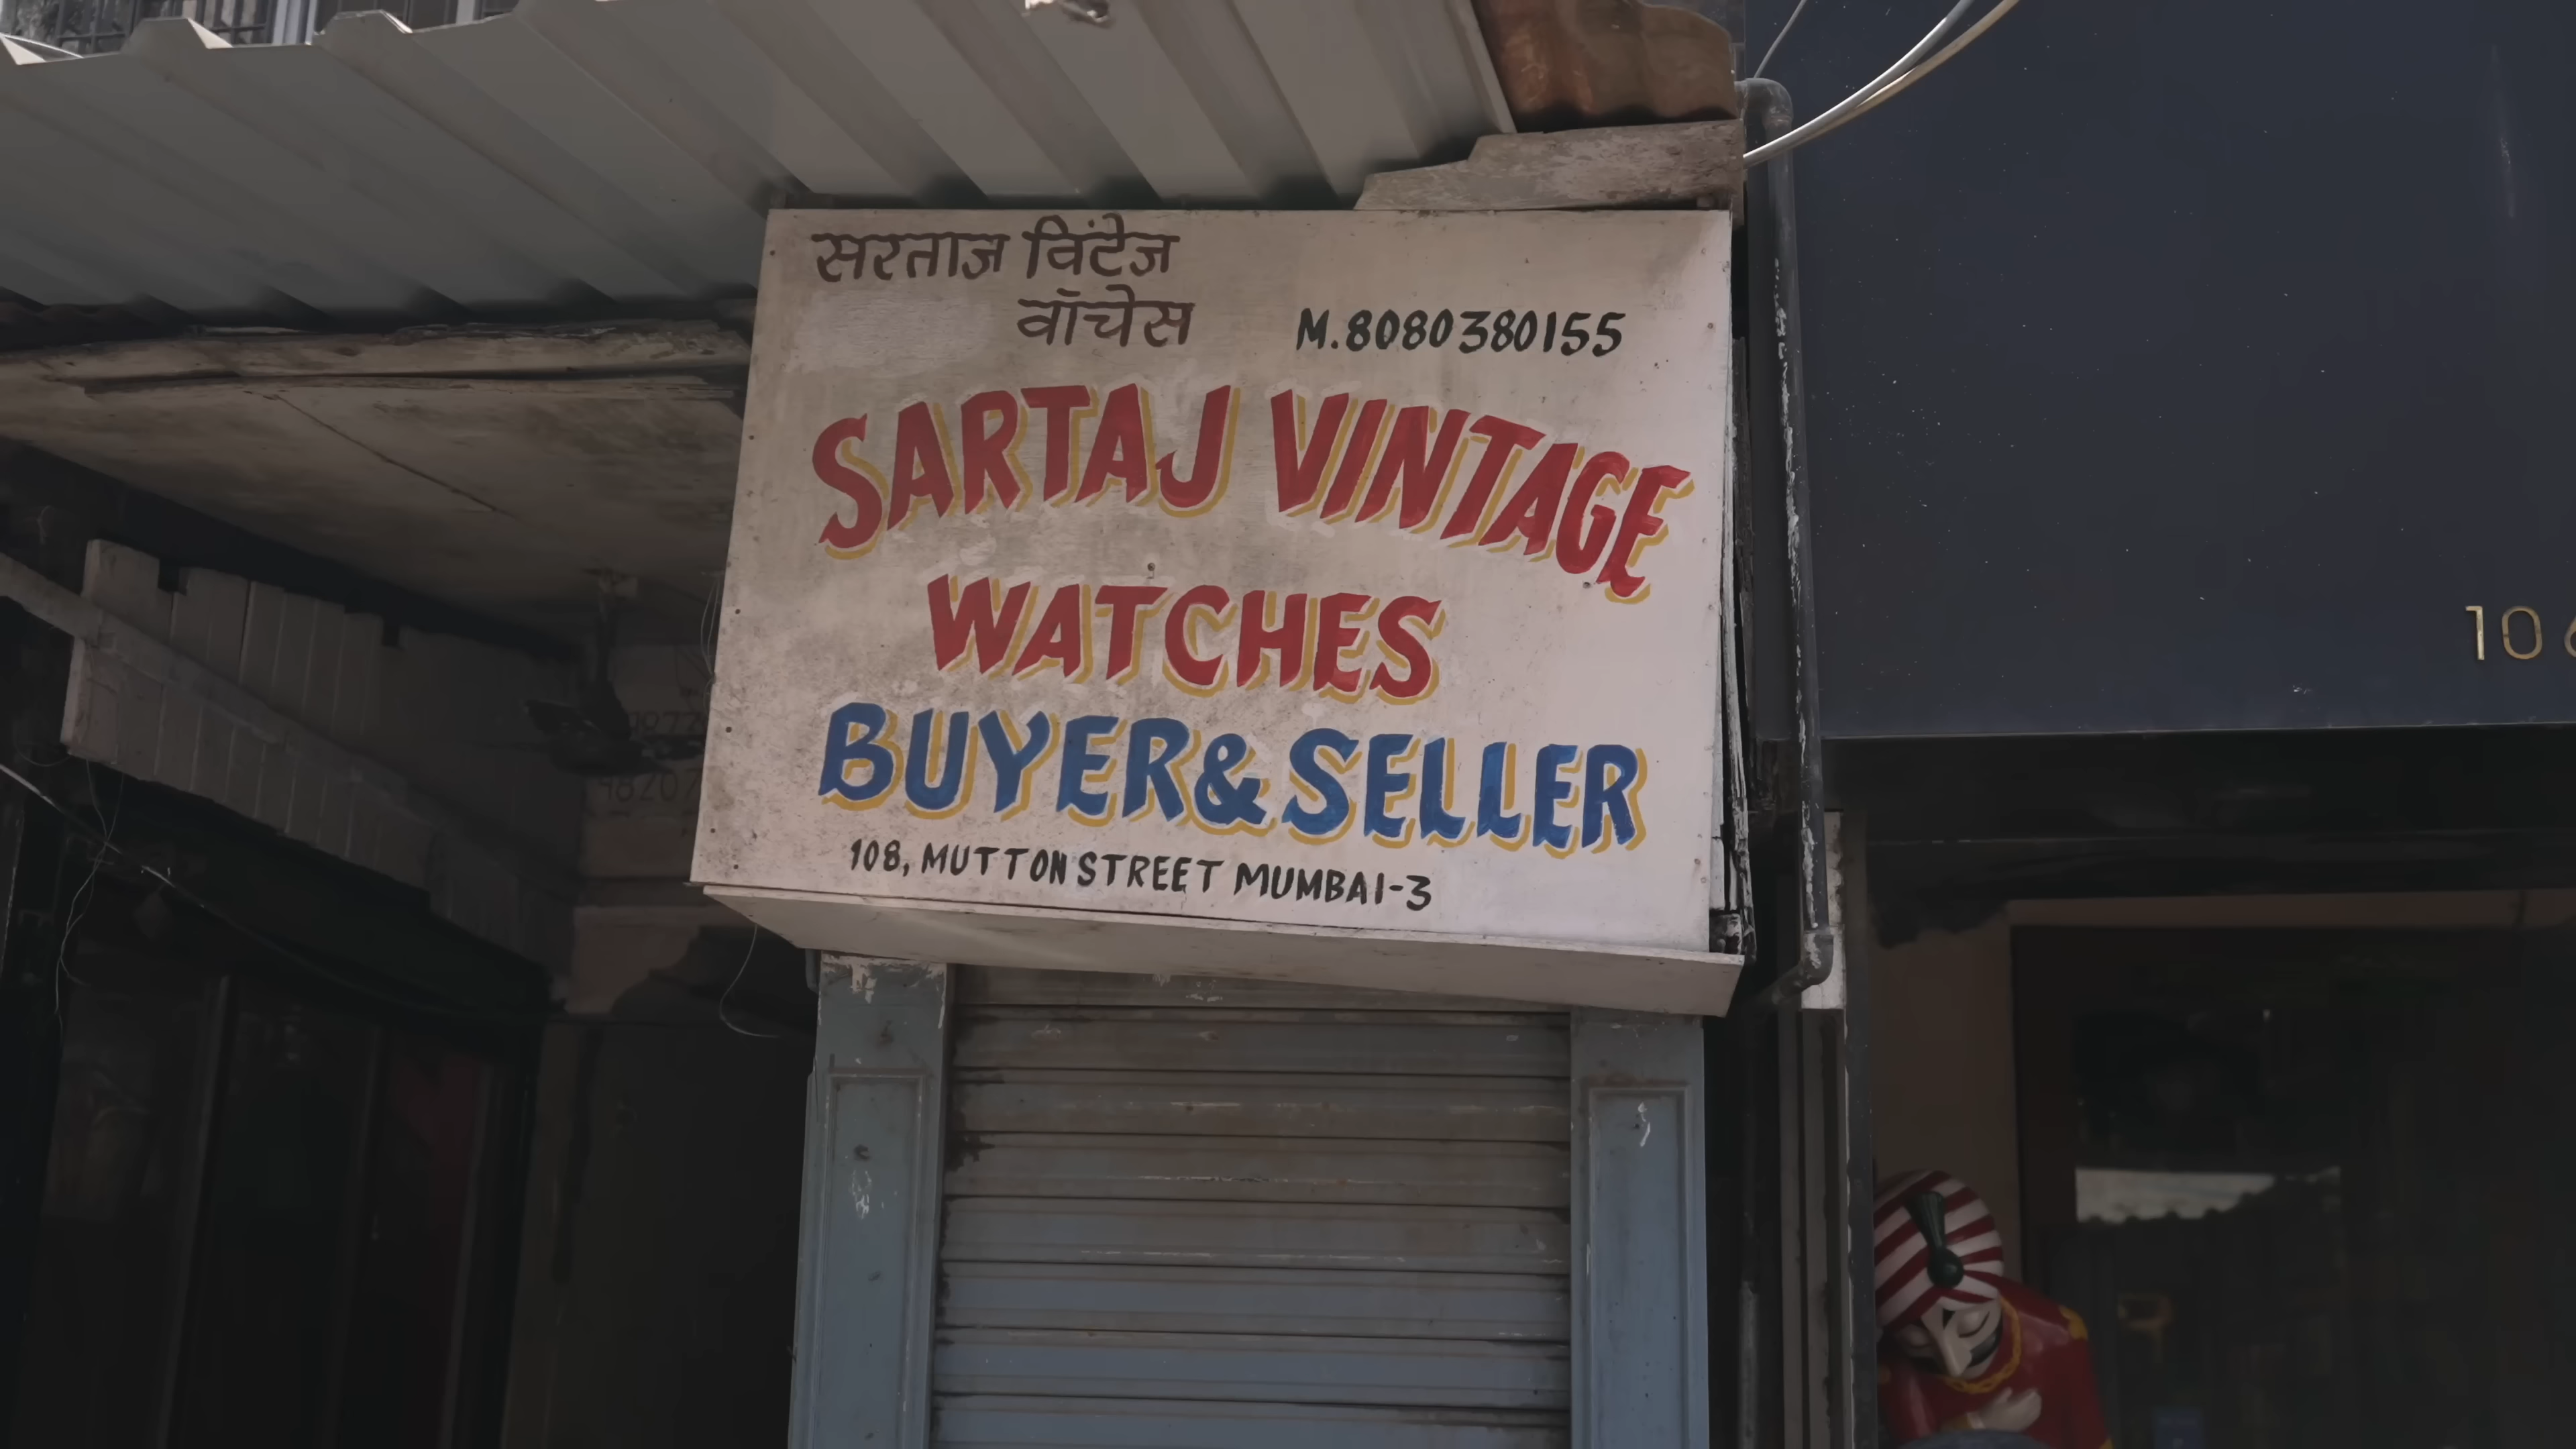 सरताज विंटेज
वॉचेस
M.8080380155
SARTAJ VINTAGE
WATCHES
BUYER & SELLER
108, MUTTON STREET MUMBAI-3